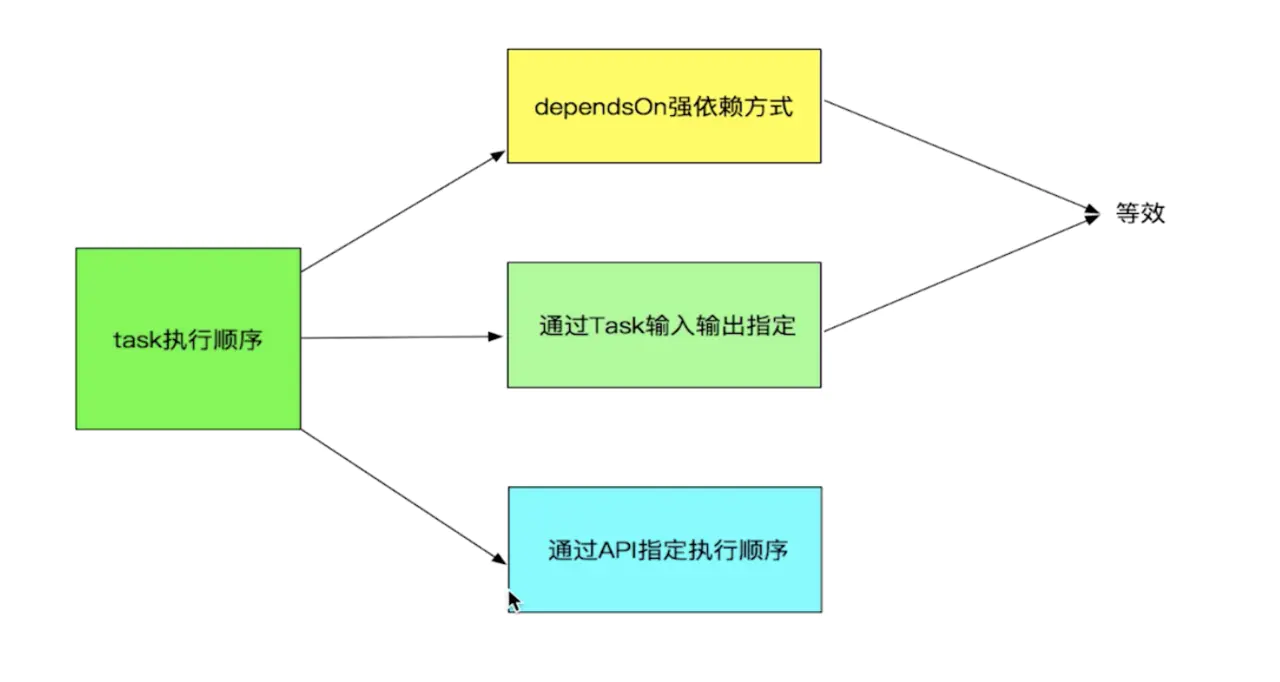 dependsOn强依赖方式
等效
task执行顺序
通过Task输入输出指定
通过API指定执行顺序